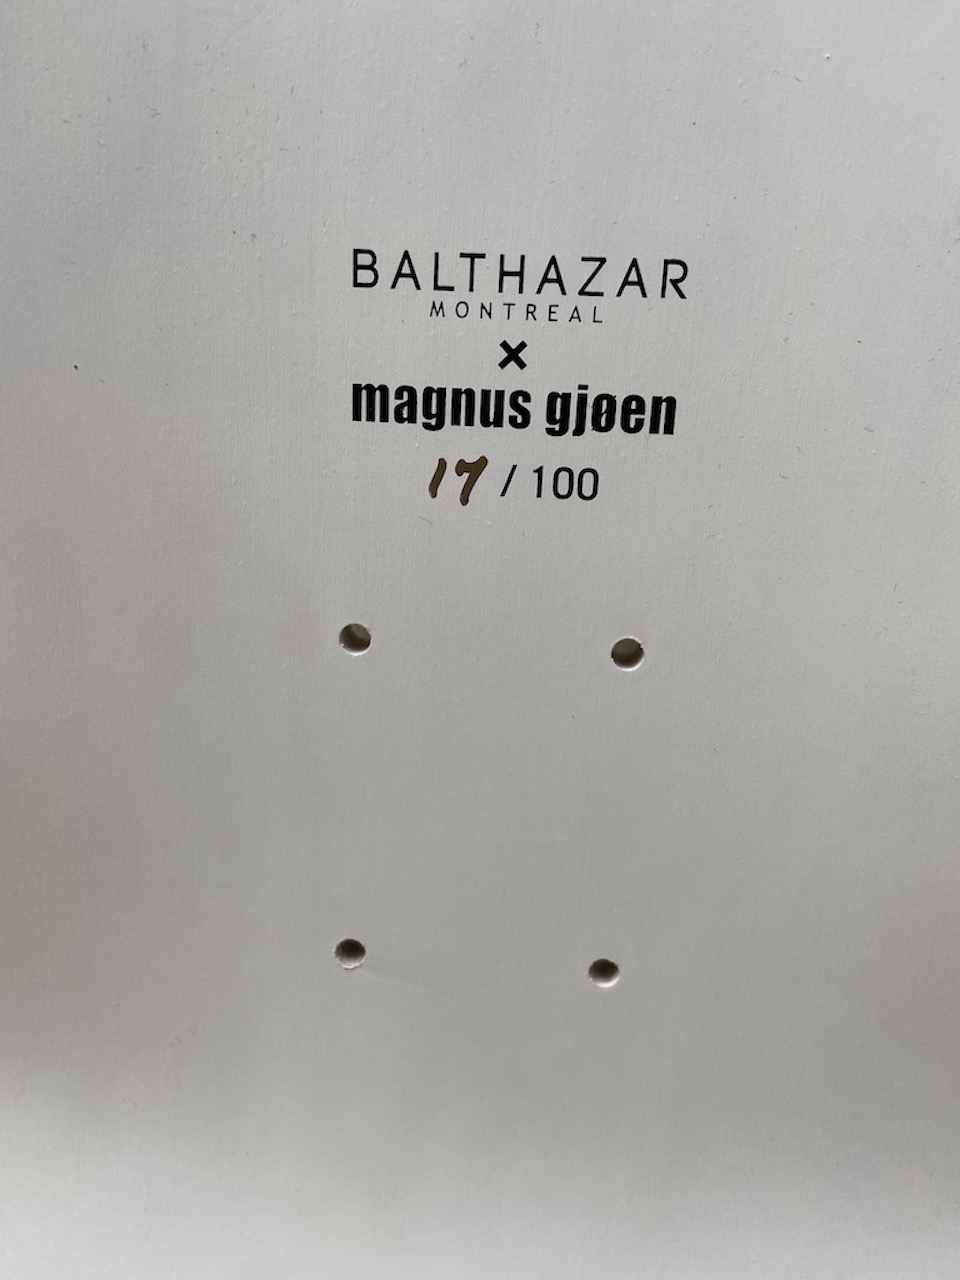 BALTHAZAR
MONTREAL
×
magnus gjøen
17 / 100